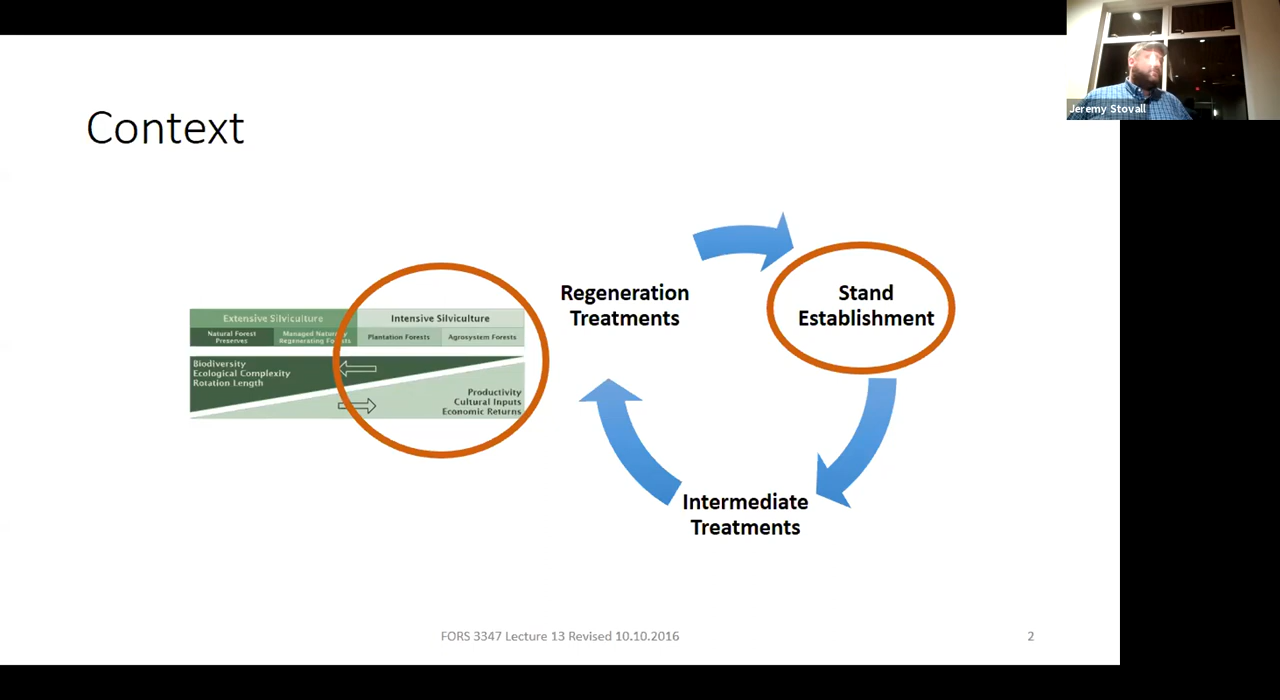 Jeremy Stovall
Context
Extensive Silviculture
Intensive Silviculture
Natural Forest
Preserves
Managed Naturally
Regenerating Forests
Plantation Forests
Agrosystem Forests
Biodiversity
Ecological Complexity
Rotation Length
Productivity
Cultural Inputs
Economic Returns
Regeneration
Treatments
Stand
Establishment
Intermediate
Treatments
FORS 3347 Lecture 13 Revised 10.10.2016
2